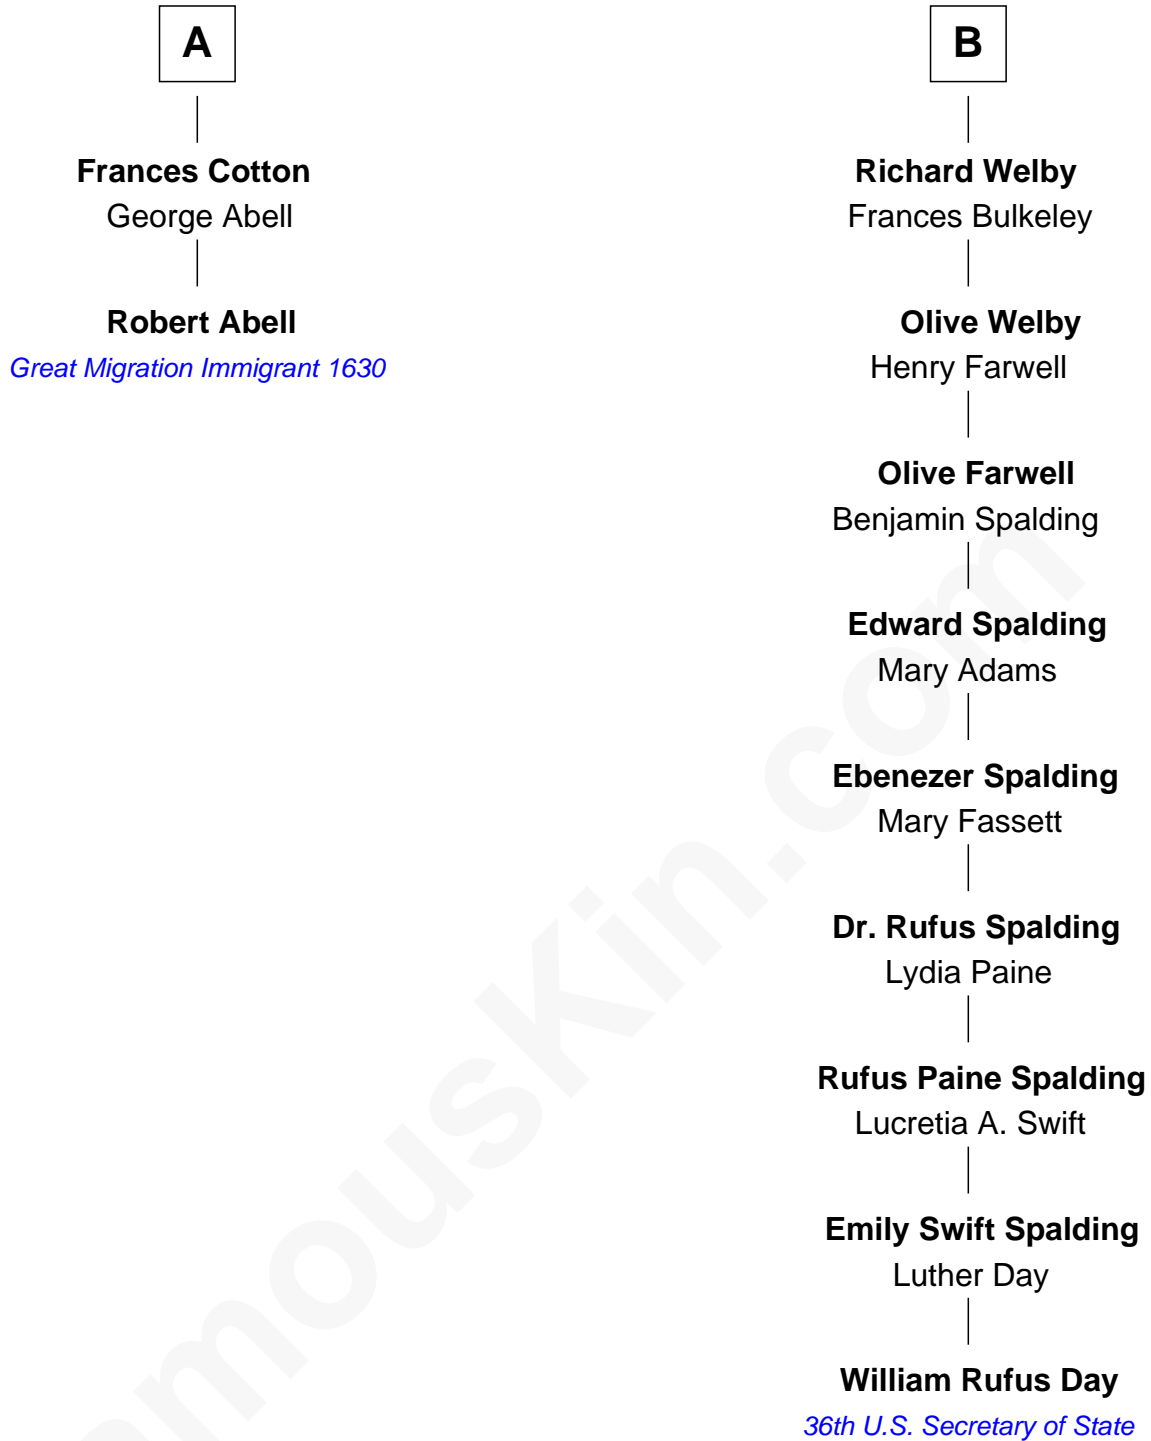 A
Frances Cotton
George Abell
Robert Abell
Great Migration Immigrant 1630
B
Richard Welby
Frances Bulkeley
Olive Welby
Henry Farwell
Olive Farwell
Benjamin Spalding
Edward Spalding
Mary Adams
Ebenezer Spalding
Mary Fassett
Dr. Rufus Spalding
Lydia Paine
Rufus Paine Spalding
Lucretia A. Swift
Emily Swift Spalding
Luther Day
William Rufus Day
36th U.S. Secretary of State
amouskin.com